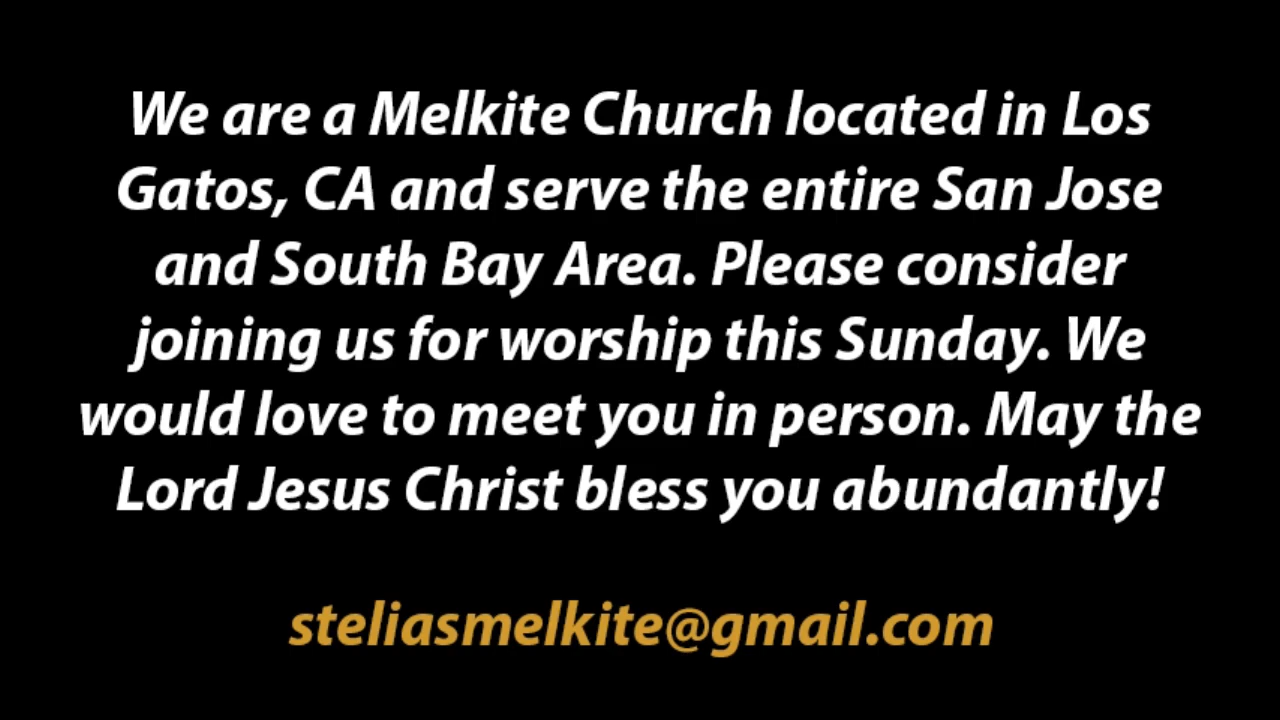 We are a Melkite Church located in Los
Gatos, CA and serve the entire San Jose
and South Bay Area. Please consider
joining us for worship this Sunday. We
would love to meet you in person. May the
Lord Jesus Christ bless you abundantly!
steliasmelkite@gmail.com